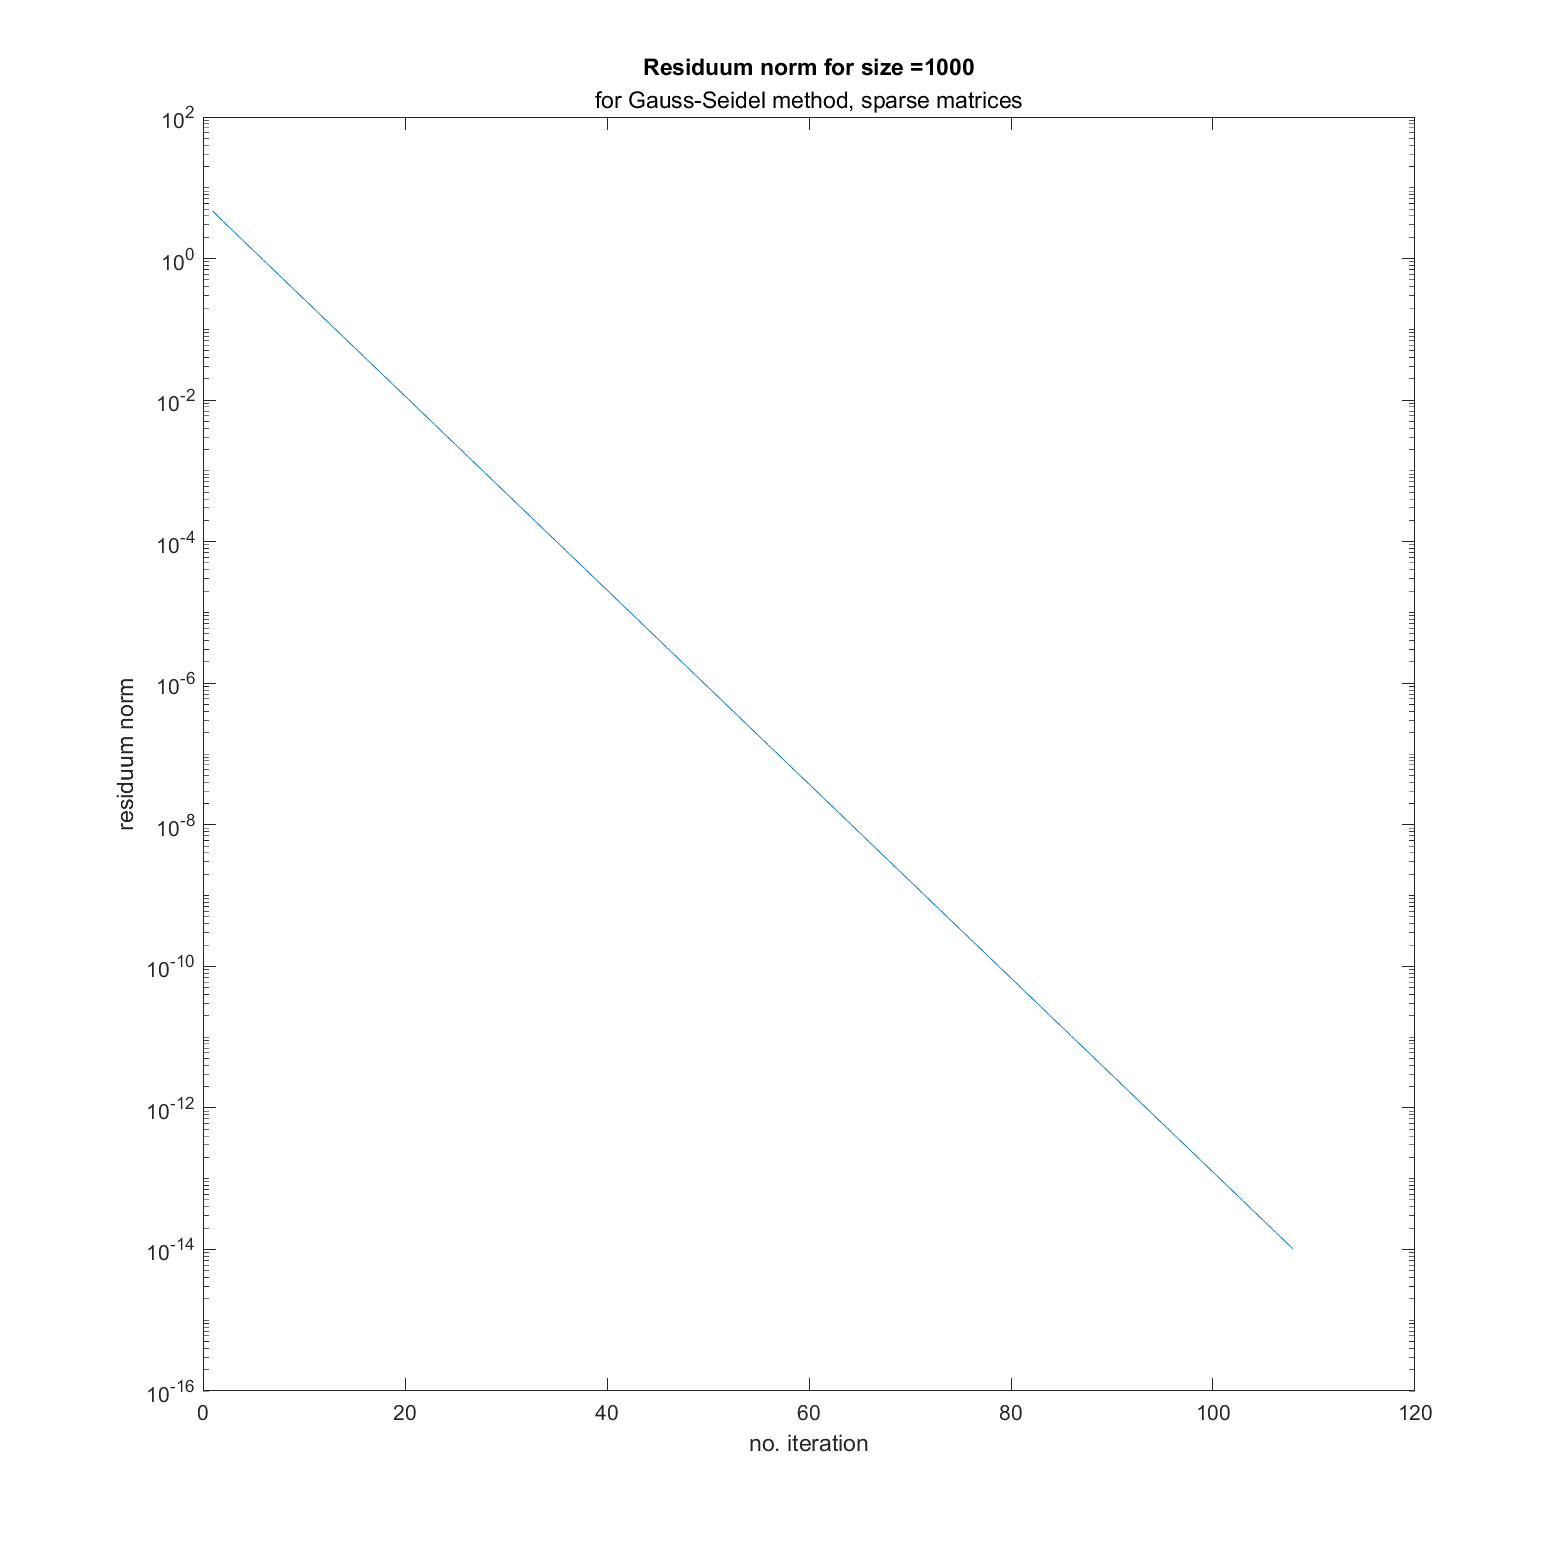 Residuum norm for size =1000
for Gauss-Seidel method, sparse matrices
10^2
10^0
10^-2
10^-4
10^-6
10^-8
10^-10
10^-12
10^-14
10^-16
residuum norm
0 20 40 60 80 100 120
no. iteration